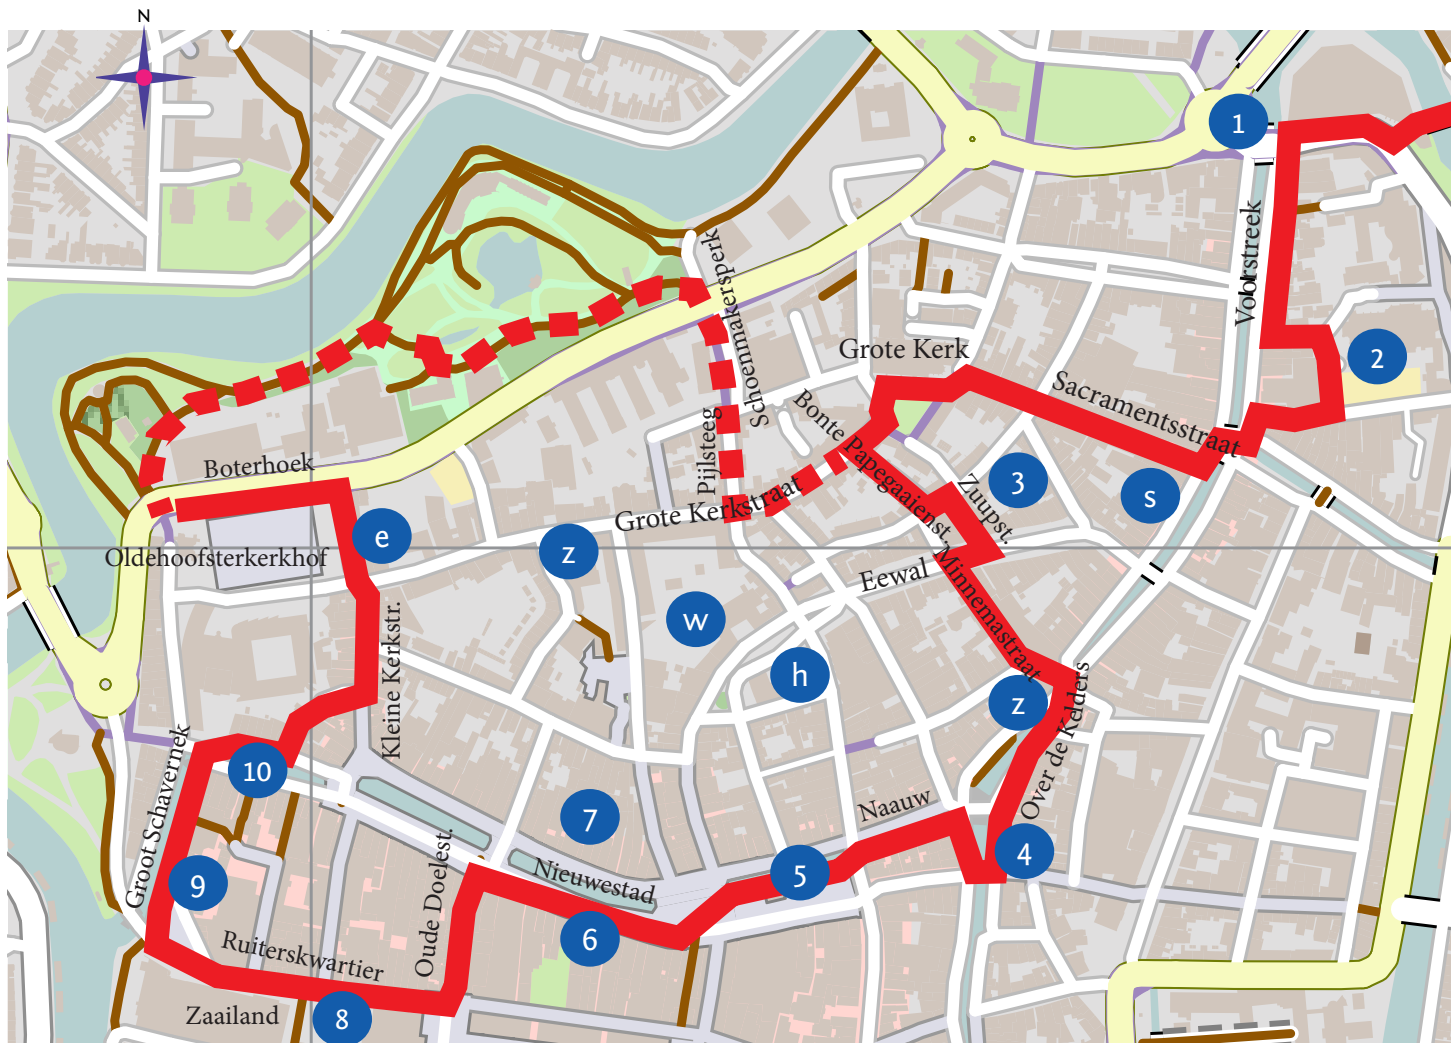 N
1
Voorstreek
Schoenmakersperk
Grote Kerk
2
Sacramentsstraat
Bonte Papegaaienst.
Pijlsteeg
Boterhoek
Zuupst.
3
s
Grote Kerkstraat
e
z
Oldehoofsterkerkhof
Eewal
Minnemastraat
w
h
z
Kleine Kerkstr.
Over de Kelders
Groot Schavernek
10
Naauw
7
4
Oude Doelest.
Nieuwestad
5
9
6
Ruiterskwartier
Zaailand
8